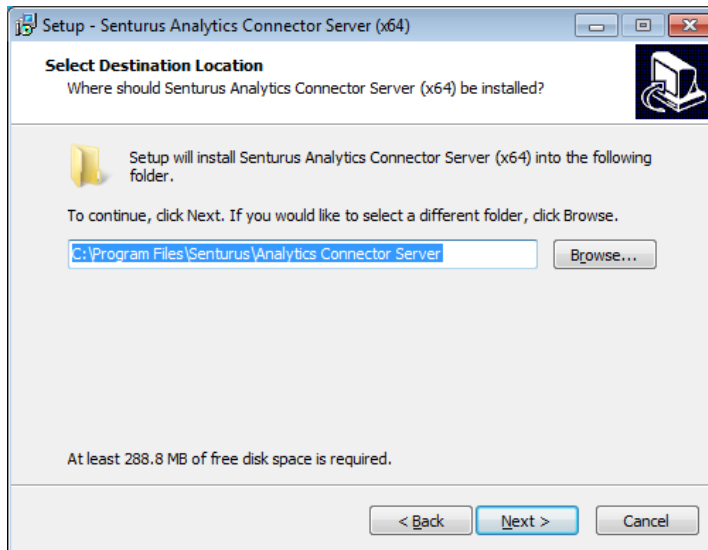 Setup - Senturus Analytics Connector Server (x64)
Select Destination Location
Where should Senturus Analytics Connector Server (x64) be installed?
Setup will install Senturus Analytics Connector Server (x64) into the following
folder.
To continue, click Next. If you would like to select a different folder, click Browse.
C:\Program Files\Senturus\Analytics Connector Server
Browse...
At least 288.8 MB of free disk space is required.
< Back
Next >
Cancel